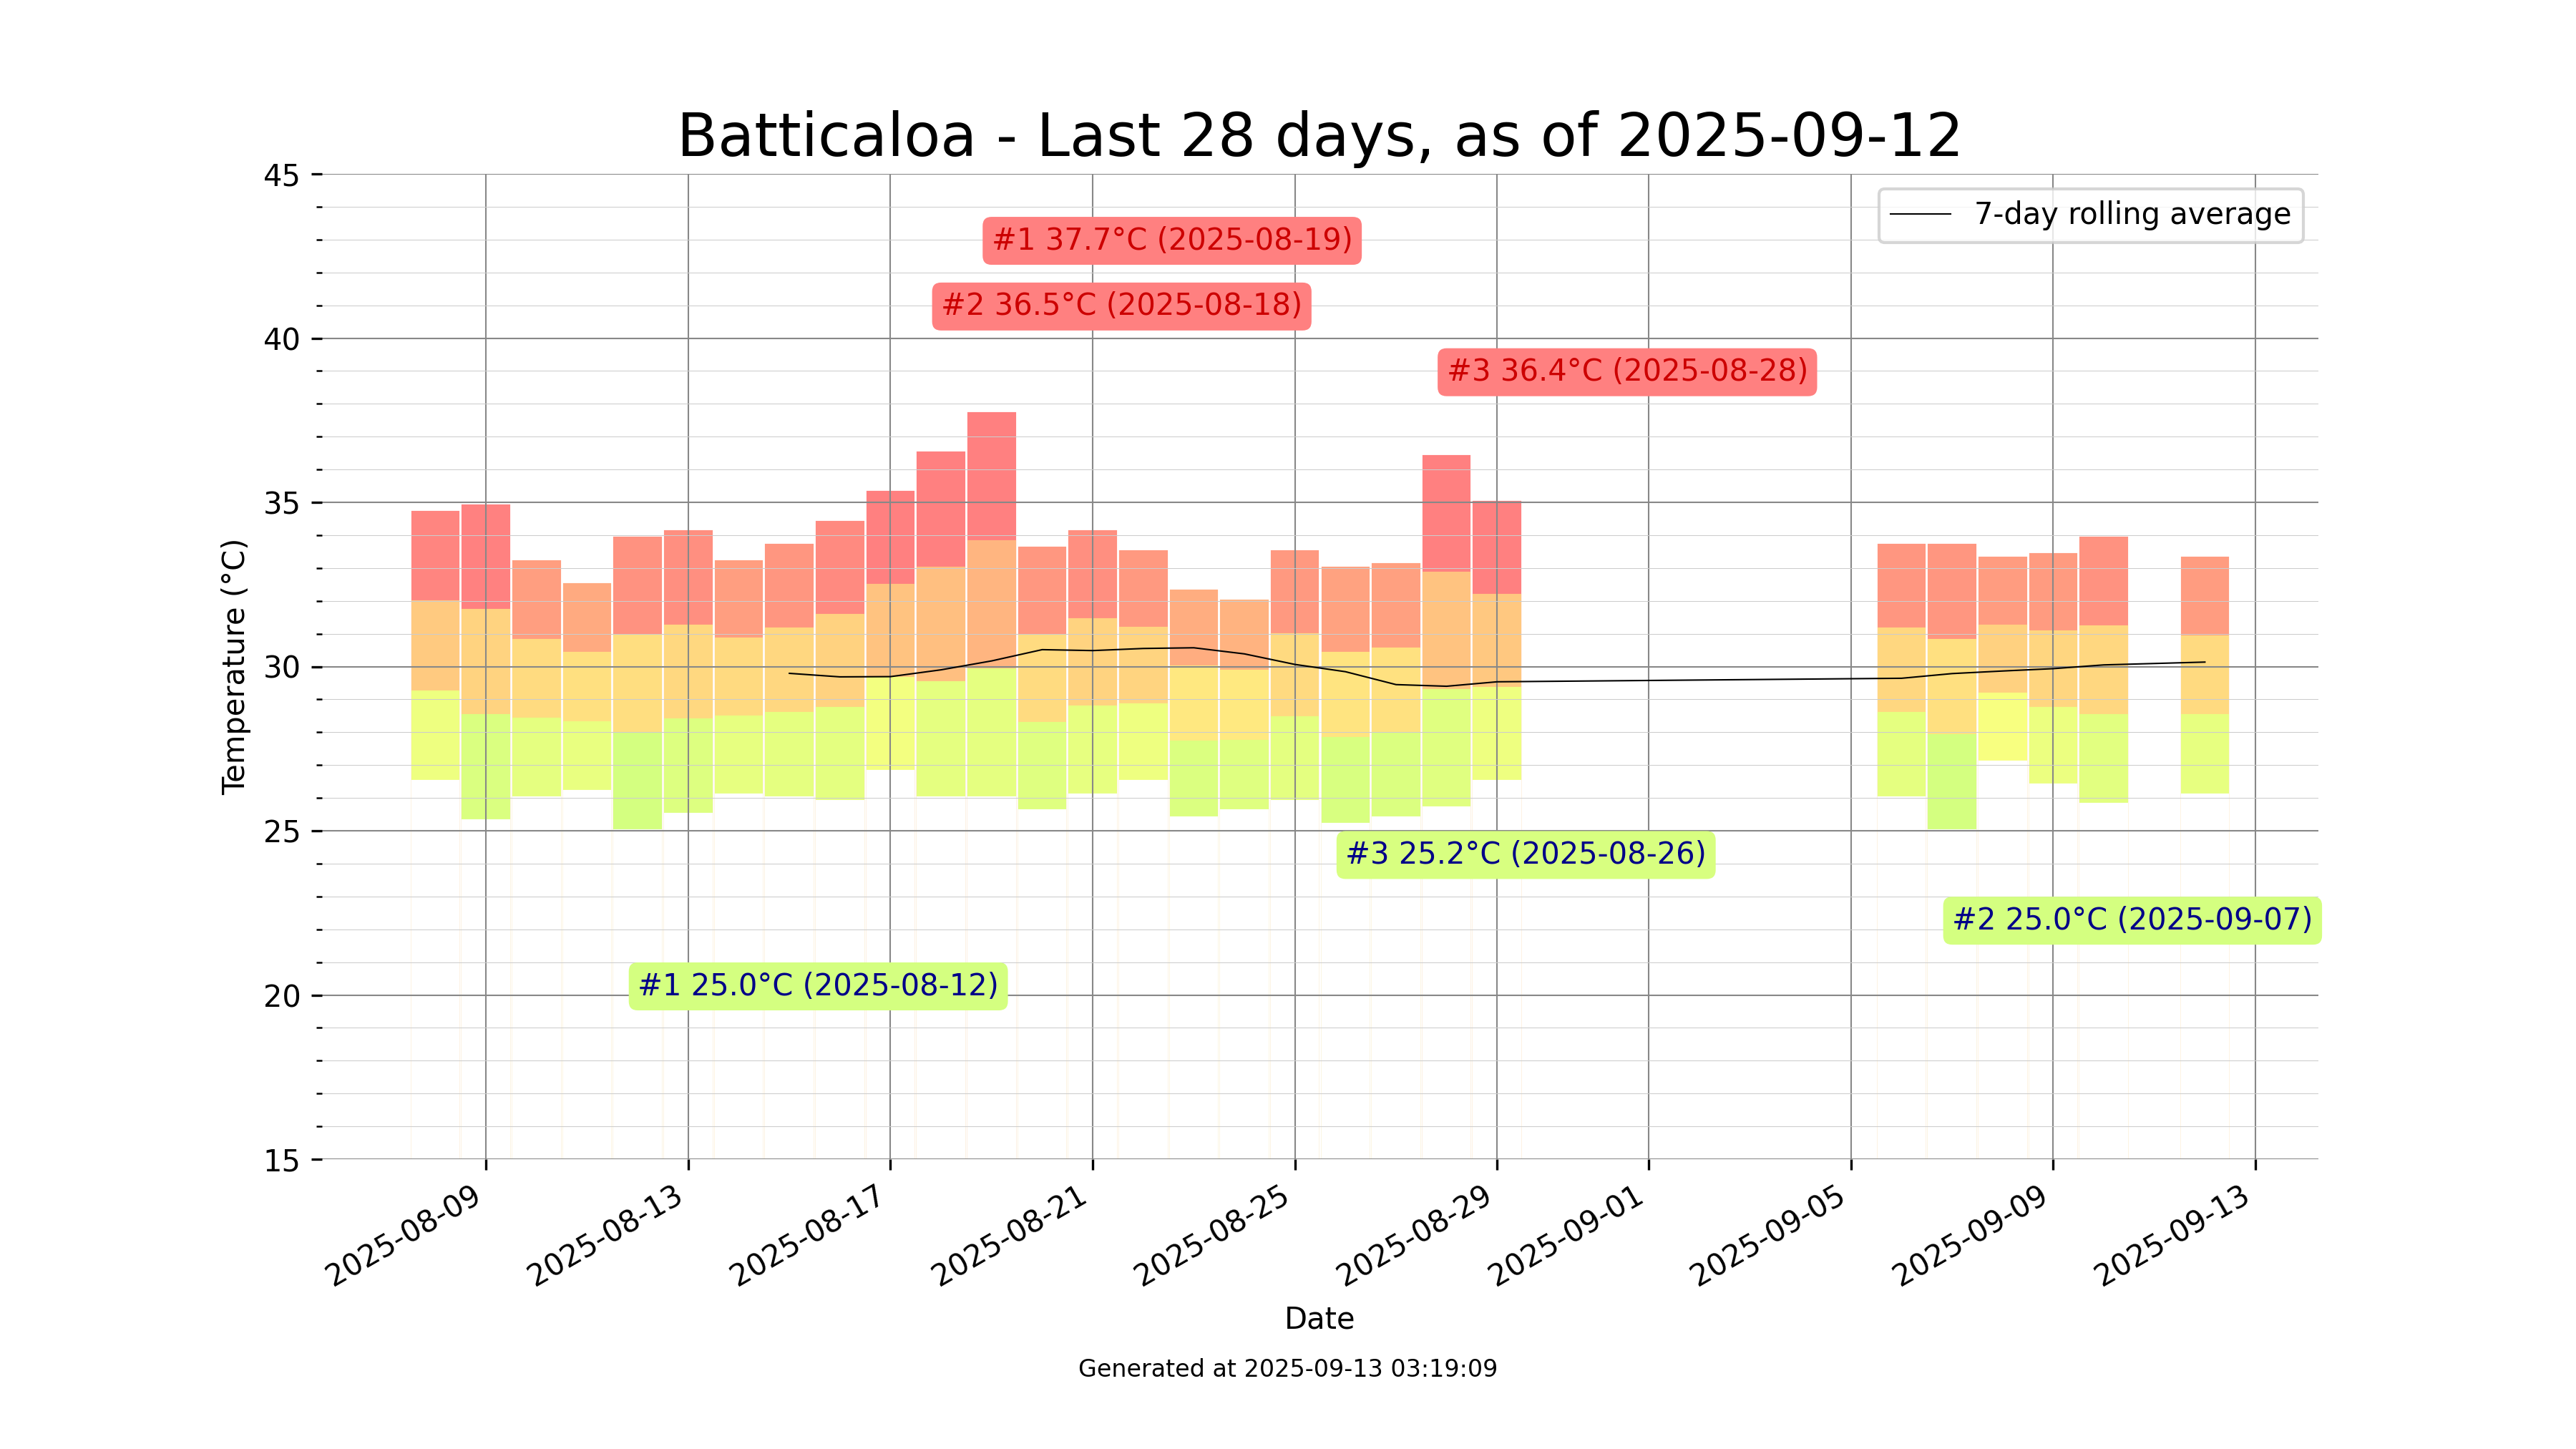 Batticaloa - Last 28 days, as of 2025-09-12
7-day rolling average
#1 37.7°C (2025-08-19)
#2 36.5°C (2025-08-18)
#3 36.4°C (2025-08-28)
#3 25.2°C (2025-08-26)
#2 25.0°C (2025-09-07)
#1 25.0°C (2025-08-12)
Temperature (°C)
45
40
35
30
25
20
15
2025-08-09
2025-08-13
2025-08-17
2025-08-21
2025-08-25
2025-08-29
2025-09-01
2025-09-05
2025-09-09
2025-09-13
Date
Generated at 2025-09-13 03:19:09